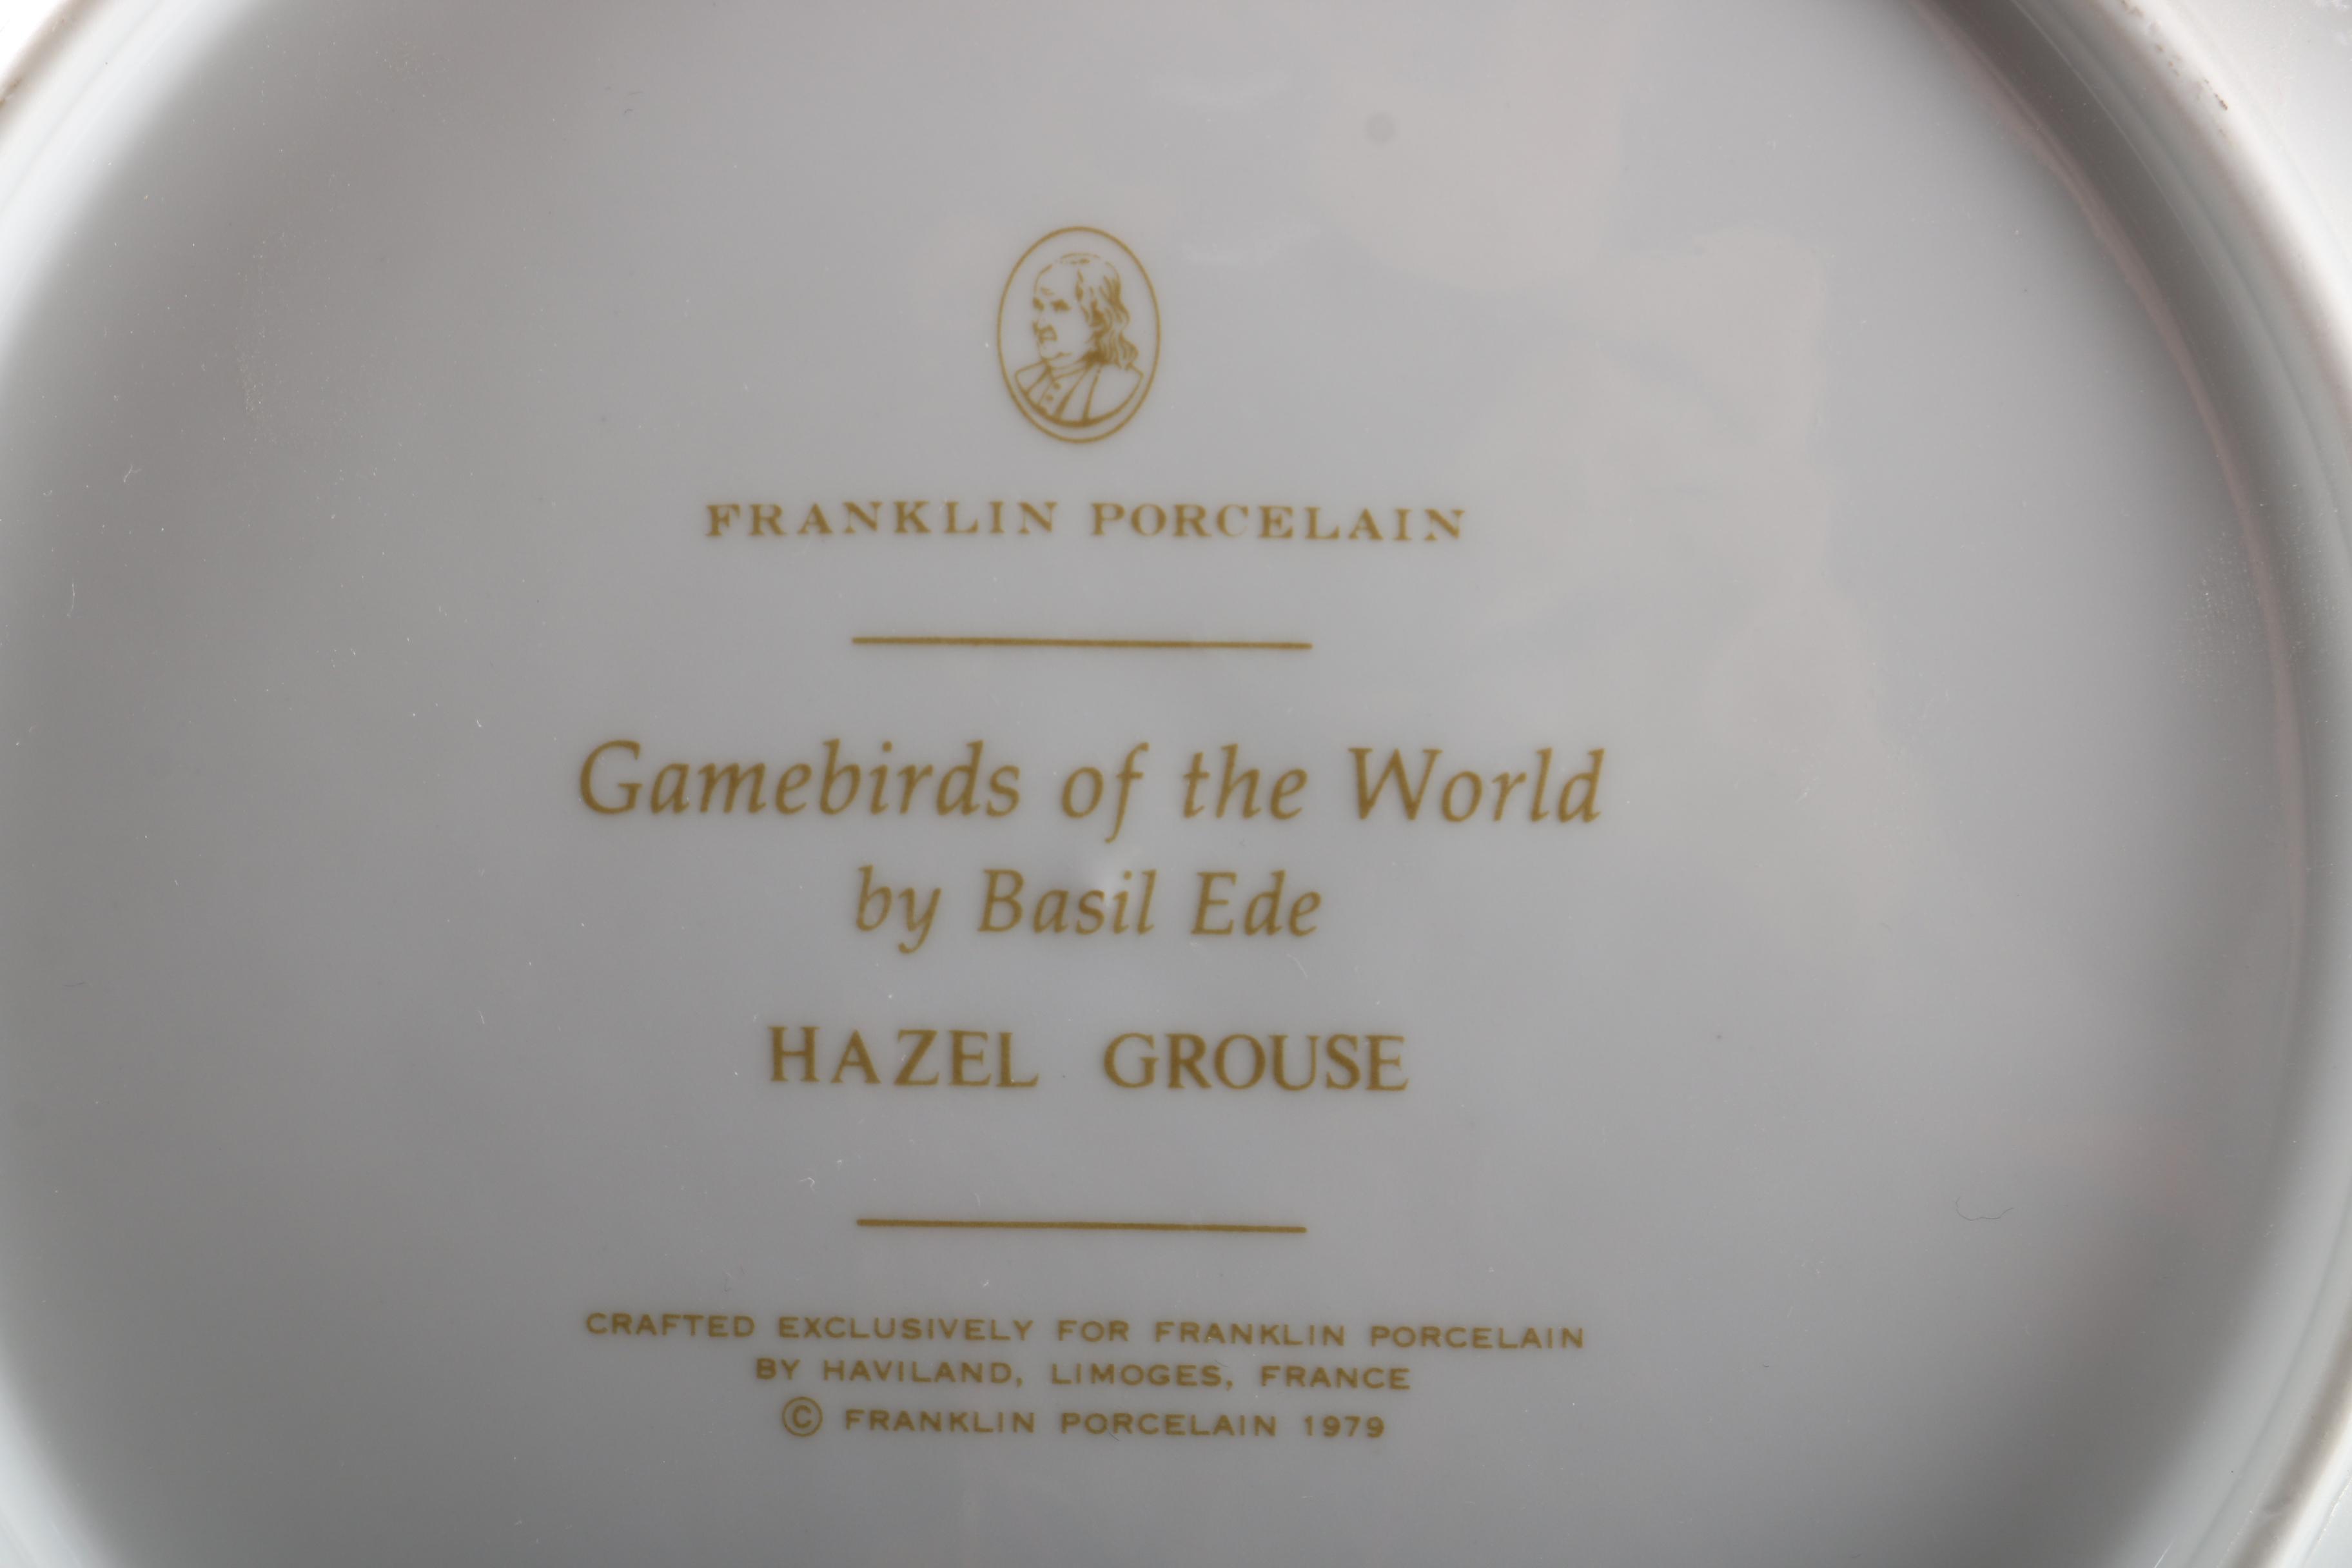 FRANKLIN PORCELAIN
Gamebirds of the World
by Basil Ede
HAZEL GROUSE
CRAFTED EXCLUSIVELY FOR FRANKLIN PORCELAIN
BY HAVILAND, LIMOGES, FRANCE
© FRANKLIN PORCELAIN 1979